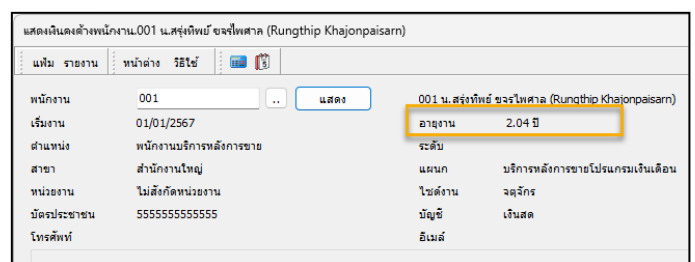 แสดงเงินคงค้างพนักงาน.001 น.สรุ่งทิพย์ ขจรไพศาล (Rungthip Khajonpaisarn)
แฟ้ม รายงาน หน้าต่าง วิธีใช้ 5
พนักงาน 001 .. แสดง 001 น.สรุ่งทิพย์ ขจรไพศาล (Rungthip Khajonpaisarn)
เริ่มงาน 01/01/2567 อายุงาน 2.04 ปี
ตำแหน่ง พนักงานบริการหลังการขาย ระดับ
สาขา สำนักงานใหญ่ แผนก บริการหลังการขายโปรแกรมเงินเดือน
หน่วยงาน ไม่สังกัดหน่วยงาน ไซด์งาน จตุจักร
บัตรประชาชน 5555555555555 บัญชี เงินสด
โทรศัพท์ อีเมล์